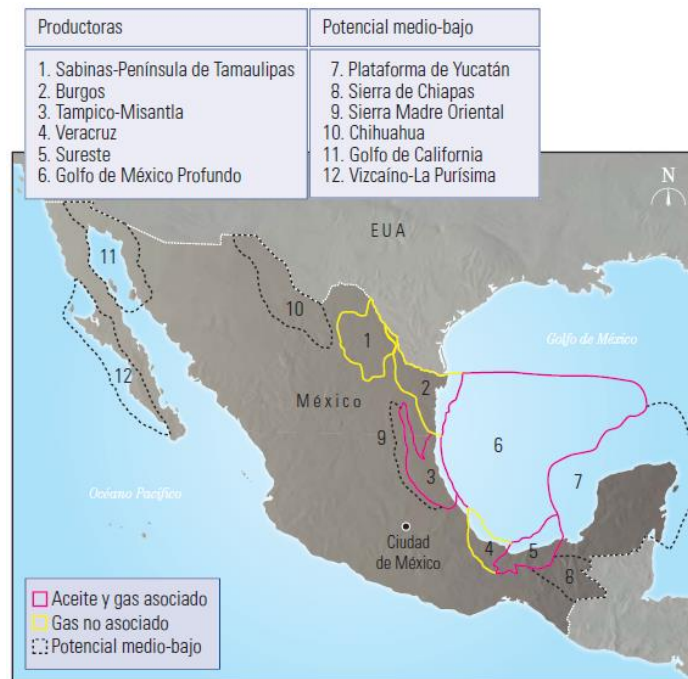 Productoras
1. Sabinas-Península de Tamaulipas
2. Burgos
3. Tampico-Misantla
4. Veracruz
5. Sureste
6. Golfo de México Profundo
Potencial medio-bajo
7. Plataforma de Yucatán
8. Sierra de Chiapas
9. Sierra Madre Oriental
10. Chihuahua
11. Golfo de California
12. Vizcaíno-La Purísima
N
EUA
11
10
Golfo de México
1
12
2
México
9
6
7
3
Océano Pacífico
Ciudad
de México
4
5
8
Aceite y gas asociado
Gas no asociado
Potencial medio-bajo